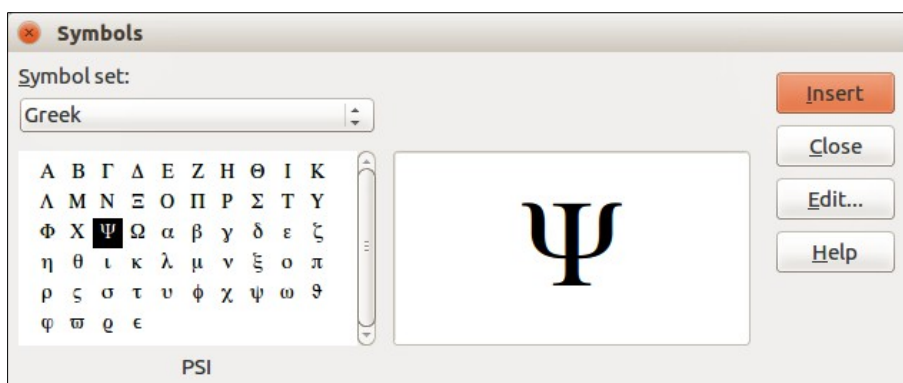 Symbols
Symbol set:
Greek
Α Β Γ Δ Ε Ζ Η Θ Ι Κ
Λ Μ Ν Ξ Ο Π Ρ Σ Τ Υ
Φ Χ Ψ Ω α β γ δ ε ζ
η θ ι κ λ μ ν ξ ο π
ρ ς σ τ υ ϕ χ ψ ω ϑ
φ ϖ ϱ ϵ
PSI
Ψ
Insert
Close
Edit...
Help